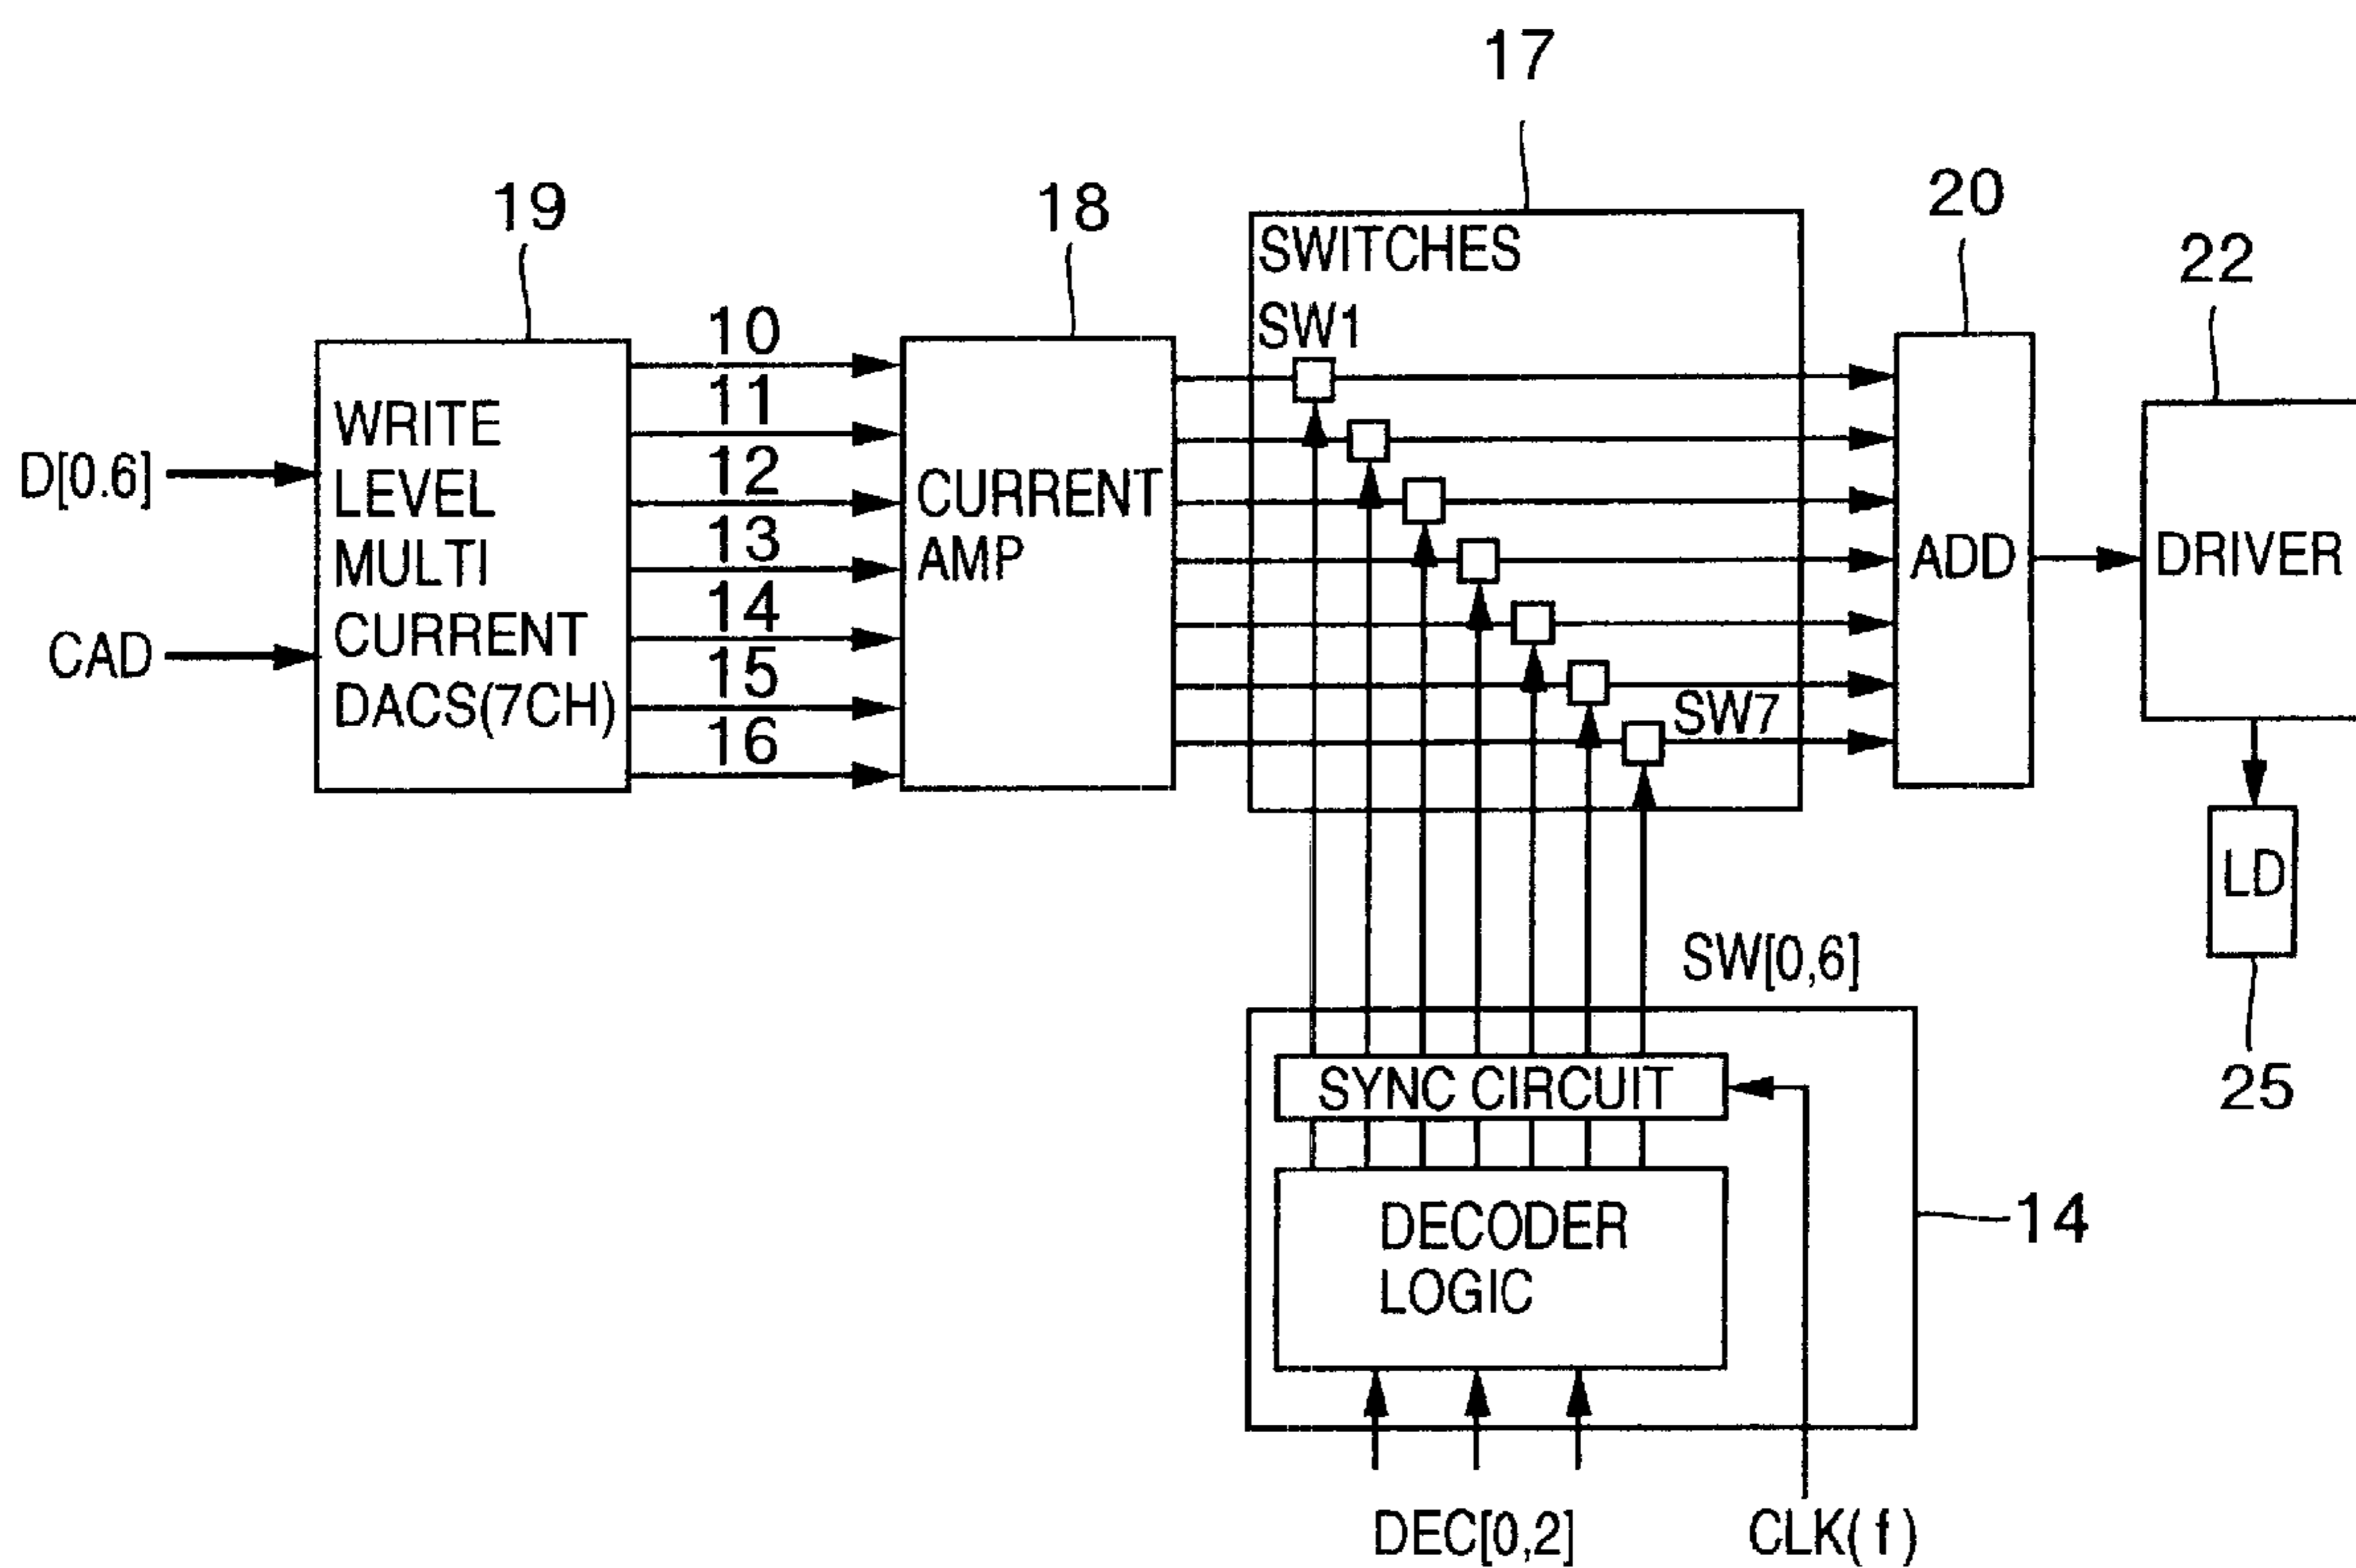 17
19
18
20
22
SWITCHES
SW1
10
11
12
13
14
15
16
WRITE
LEVEL
MULTI
CURRENT
DACS(7CH)
D[0.6]
CAD
CURRENT
AMP
SW7
ADD
DRIVER
LD
25
SW[0,6]
SYNC CIRCUIT
DECODER
LOGIC
14
DEC[0,2]
CLK(f)